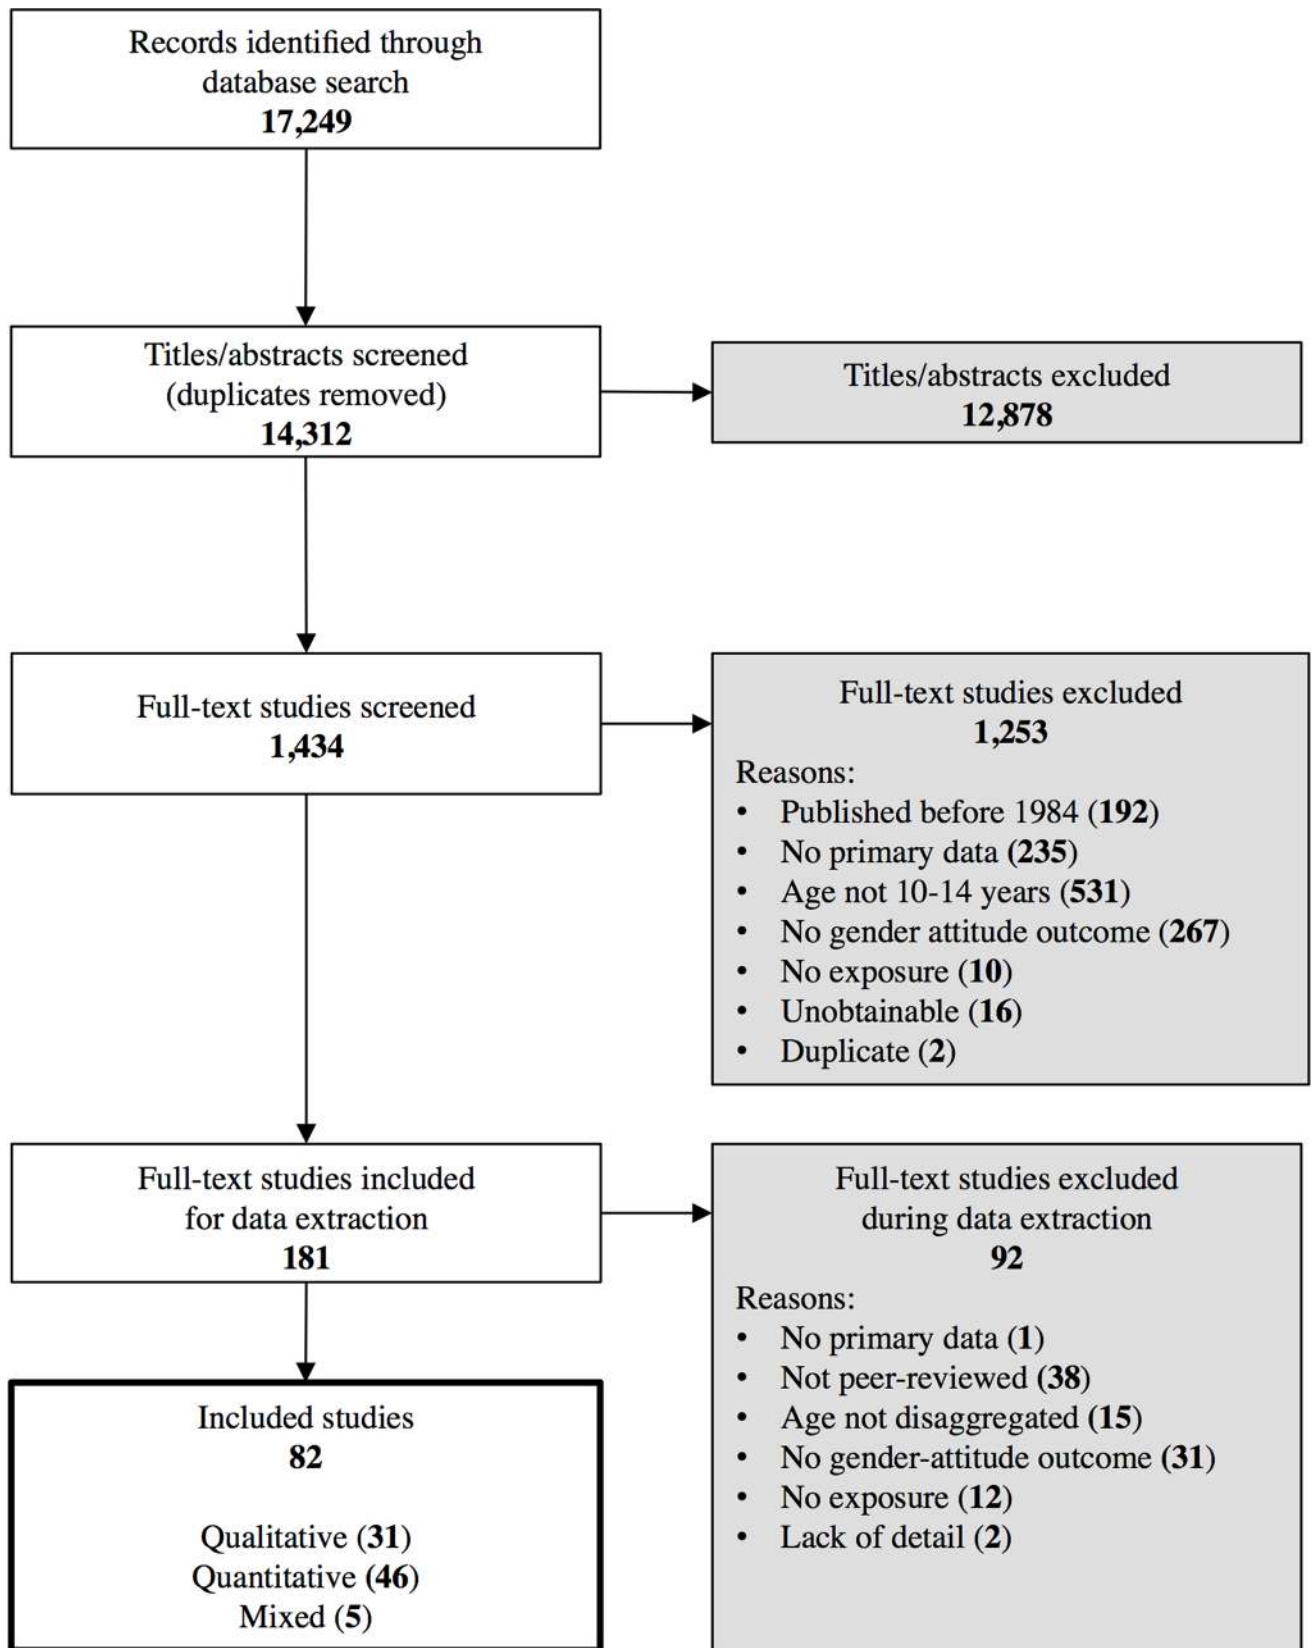 Records identified through
database search
17,249
Titles/abstracts screened
(duplicates removed)
14,312
Titles/abstracts excluded
12,878
Full-text studies screened
1,434
Full-text studies excluded
1,253
Reasons:
• Published before 1984 (192)
• No primary data (235)
• Age not 10-14 years (531)
• No gender attitude outcome (267)
• No exposure (10)
• Unobtainable (16)
• Duplicate (2)
Full-text studies included
for data extraction
181
Full-text studies excluded
during data extraction
92
Reasons:
• No primary data (1)
• Not peer-reviewed (38)
• Age not disaggregated (15)
• No gender-attitude outcome (31)
• No exposure (12)
• Lack of detail (2)
Included studies
82
Qualitative (31)
Quantitative (46)
Mixed (5)